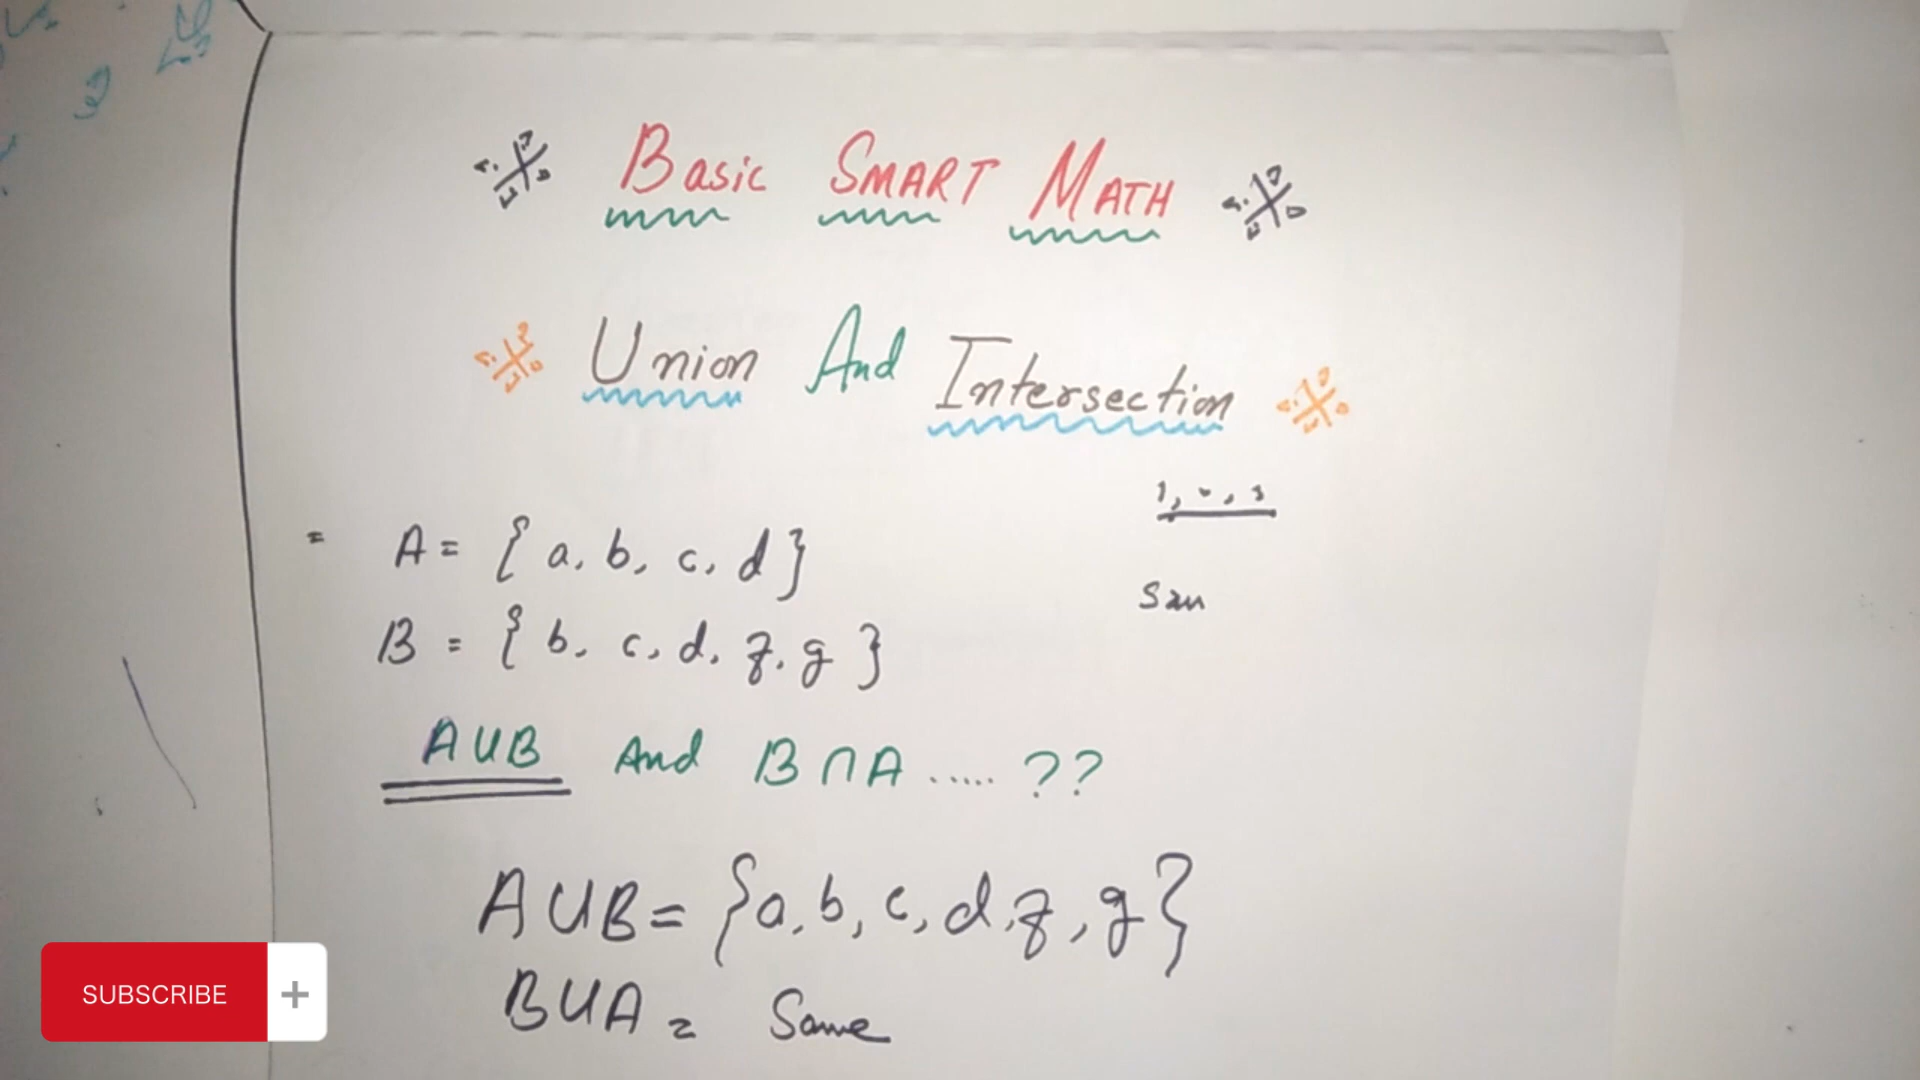 Basic SMART MATH
Union And Intersection
= A = { a, b, c, d }
B = { b, c, d, z, g }
AUB And B∩A ..... ??
AUB = {a, b, c, d, z, g}
BUA = Same
SUBSCRIBE +